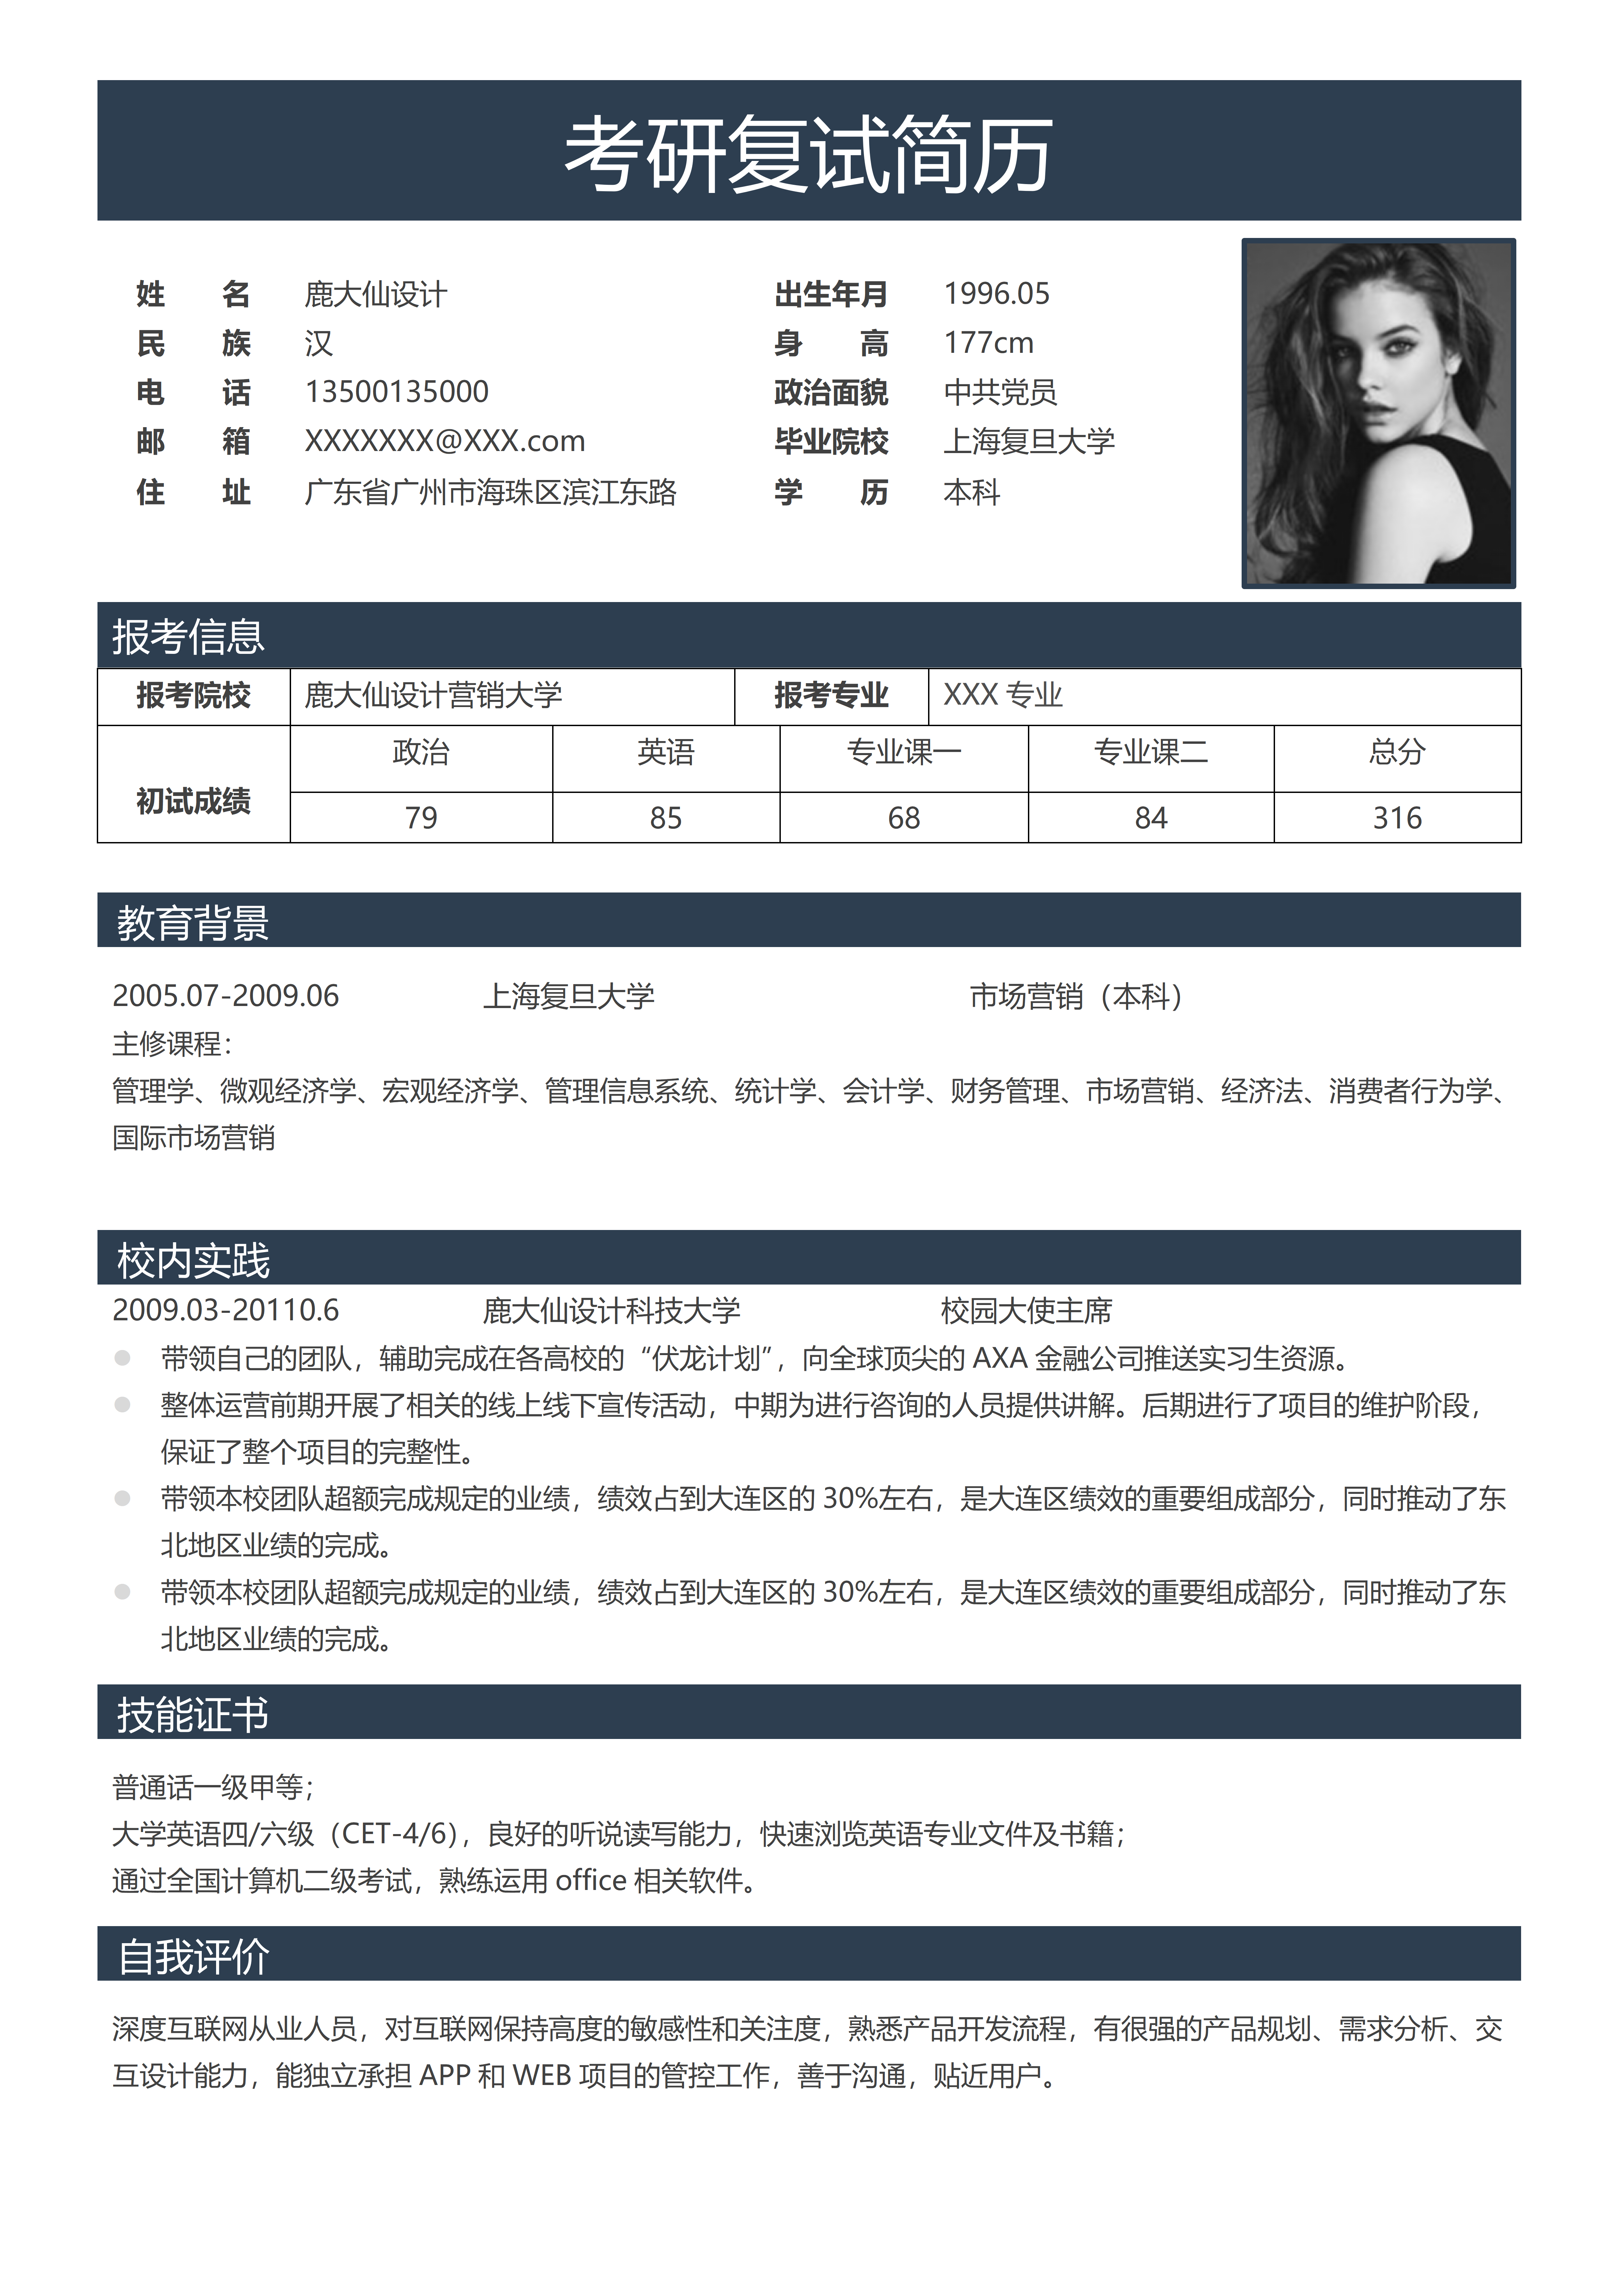 考研复试简历
姓 名 鹿大仙设计 出生年月 1996.05
民 族 汉 身 高 177cm
电 话 13500135000 政治面貌 中共党员
邮 箱 XXXXXXX@XXX.com 毕业院校 上海复旦大学
住 址 广东省广州市海珠区滨江东路 学 历 本科
报考信息
报考院校 鹿大仙设计营销大学 报考专业 XXX 专业
政治 英语 专业课一 专业课二 总分
初试成绩
79 85 68 84 316
教育背景
2005.07-2009.06 上海复旦大学 市场营销（本科）
主修课程：
管理学、微观经济学、宏观经济学、管理信息系统、统计学、会计学、财务管理、市场营销、经济法、消费者行为学、
国际市场营销
校内实践
2009.03-20110.6 鹿大仙设计科技大学 校园大使主席
● 带领自己的团队，辅助完成在各高校的“伏龙计划”，向全球顶尖的 AXA 金融公司推送实习生资源。
● 整体运营前期开展了相关的线上线下宣传活动，中期为进行咨询的人员提供讲解。后期进行了项目的维护阶段，
保证了整个项目的完整性。
● 带领本校团队超额完成规定的业绩，绩效占到大连区的 30%左右，是大连区绩效的重要组成部分，同时推动了东
北地区业绩的完成。
● 带领本校团队超额完成规定的业绩，绩效占到大连区的 30%左右，是大连区绩效的重要组成部分，同时推动了东
北地区业绩的完成。
技能证书
普通话一级甲等；
大学英语四/六级（CET-4/6），良好的听说读写能力，快速浏览英语专业文件及书籍；
通过全国计算机二级考试，熟练运用 office 相关软件。
自我评价
深度互联网从业人员，对互联网保持高度的敏感性和关注度，熟悉产品开发流程，有很强的产品规划、需求分析、交
互设计能力，能独立承担 APP 和 WEB 项目的管控工作，善于沟通，贴近用户。